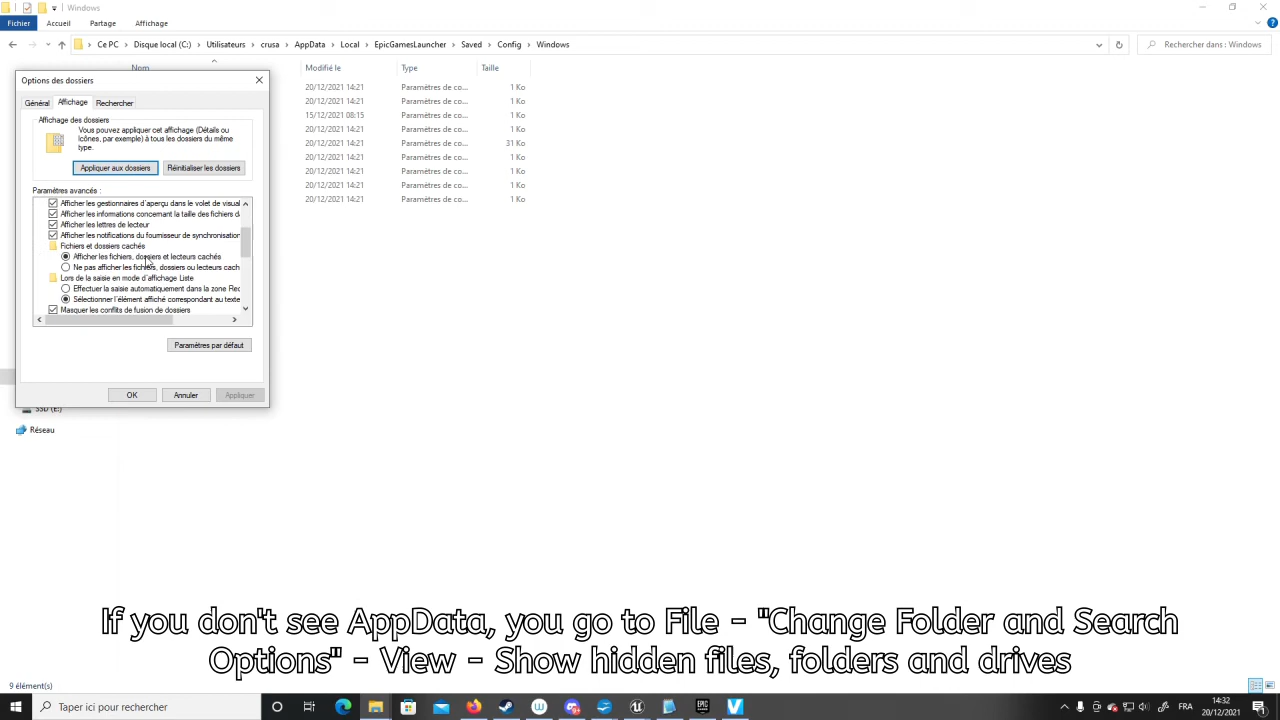 Windows
Fichier Accueil Partage Affichage
Ce PC Disque local (C:) Utilisateurs crusa AppData Local EpicGamesLauncher Saved Config Windows
Rechercher dans : Windows
Nom Modifié le Type Taille
20/12/2021 14:21 Paramètres de co... 1 Ko
20/12/2021 14:21 Paramètres de co... 1 Ko
15/12/2021 08:15 Paramètres de co... 1 Ko
20/12/2021 14:21 Paramètres de co... 1 Ko
20/12/2021 14:21 Paramètres de co... 31 Ko
20/12/2021 14:21 Paramètres de co... 1 Ko
20/12/2021 14:21 Paramètres de co... 1 Ko
20/12/2021 14:21 Paramètres de co... 1 Ko
20/12/2021 14:21 Paramètres de co... 1 Ko
Options des dossiers
Général Affichage Rechercher
Affichage des dossiers
Vous pouvez appliquer cet affichage (Détails ou
Icônes, par exemple) à tous les dossiers du même
type.
Appliquer aux dossiers Réinitialiser les dossiers
Paramètres avancés :
Afficher les gestionnaires d'aperçu dans le volet de visual
Afficher les informations concernant la taille des fichiers d
Afficher les lettres de lecteur
Afficher les notifications du fournisseur de synchronisation
Fichiers et dossiers cachés
Afficher les fichiers, dossiers et lecteurs cachés
Ne pas afficher les fichiers, dossiers ou lecteurs cach
Lors de la saisie en mode d'affichage Liste
Effectuer la saisie automatiquement dans la zone Rec
Sélectionner l'élément affiché correspondant au texte
Masquer les conflits de fusion de dossiers
Paramètres par défaut
OK Annuler Appliquer
SSD (E:)
Réseau
If you don't see AppData, you go to File - "Change Folder and Search
Options" - View - Show hidden files, folders and drives
9 élément(s)
Taper ici pour rechercher
FRA
14:32
20/12/2021